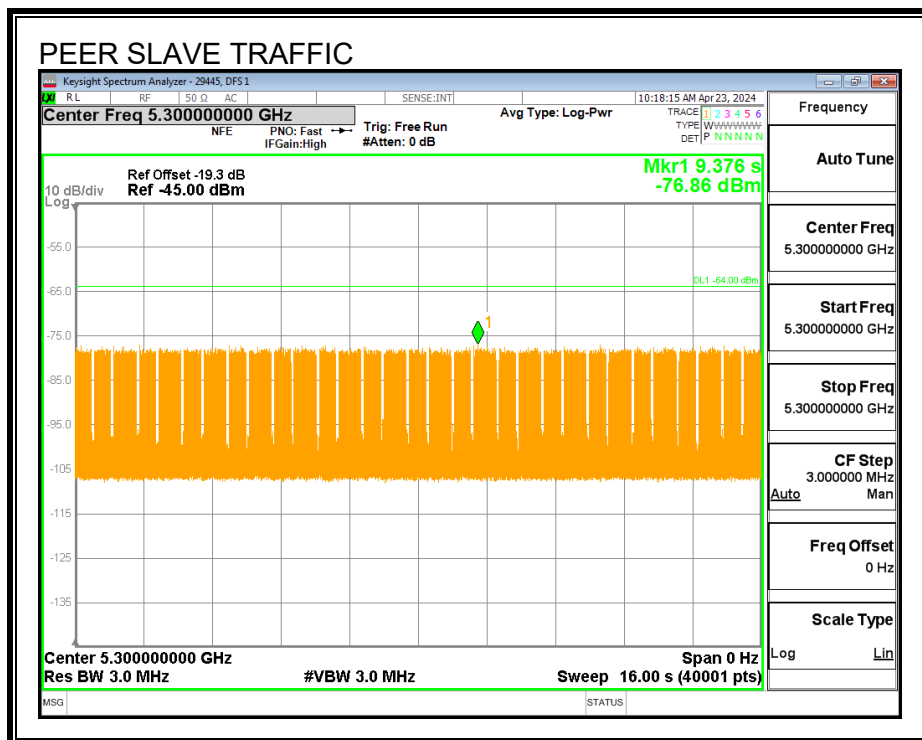 PEER SLAVE TRAFFIC
Keysight Spectrum Analyzer - 29445, DFS 1
LXI RL RF 50 Ω AC SENSE:INT 10:18:15 AM Apr 23, 2024
Center Freq 5.300000000 GHz
NFE
PNO: Fast
IFGain:High
Trig: Free Run
#Atten: 0 dB
Avg Type: Log-Pwr
TRACE 1 2 3 4 5 6
TYPE WWWWWWW
DET P N N N N N
Mkr1 9.376 s
-76.86 dBm
Ref Offset -19.3 dB
10 dB/div Ref -45.00 dBm
Log
DL1 -64.00 dBm
1
-55.0
-65.0
-75.0
-85.0
-95.0
-105
-115
-125
-135
Center 5.300000000 GHz Span 0 Hz
Res BW 3.0 MHz #VBW 3.0 MHz Sweep 16.00 s (40001 pts)
MSG STATUS
Frequency
Auto Tune
Center Freq
5.300000000 GHz
Start Freq
5.300000000 GHz
Stop Freq
5.300000000 GHz
CF Step
3.000000 MHz
Auto Man
Freq Offset
0 Hz
Scale Type
Log Lin